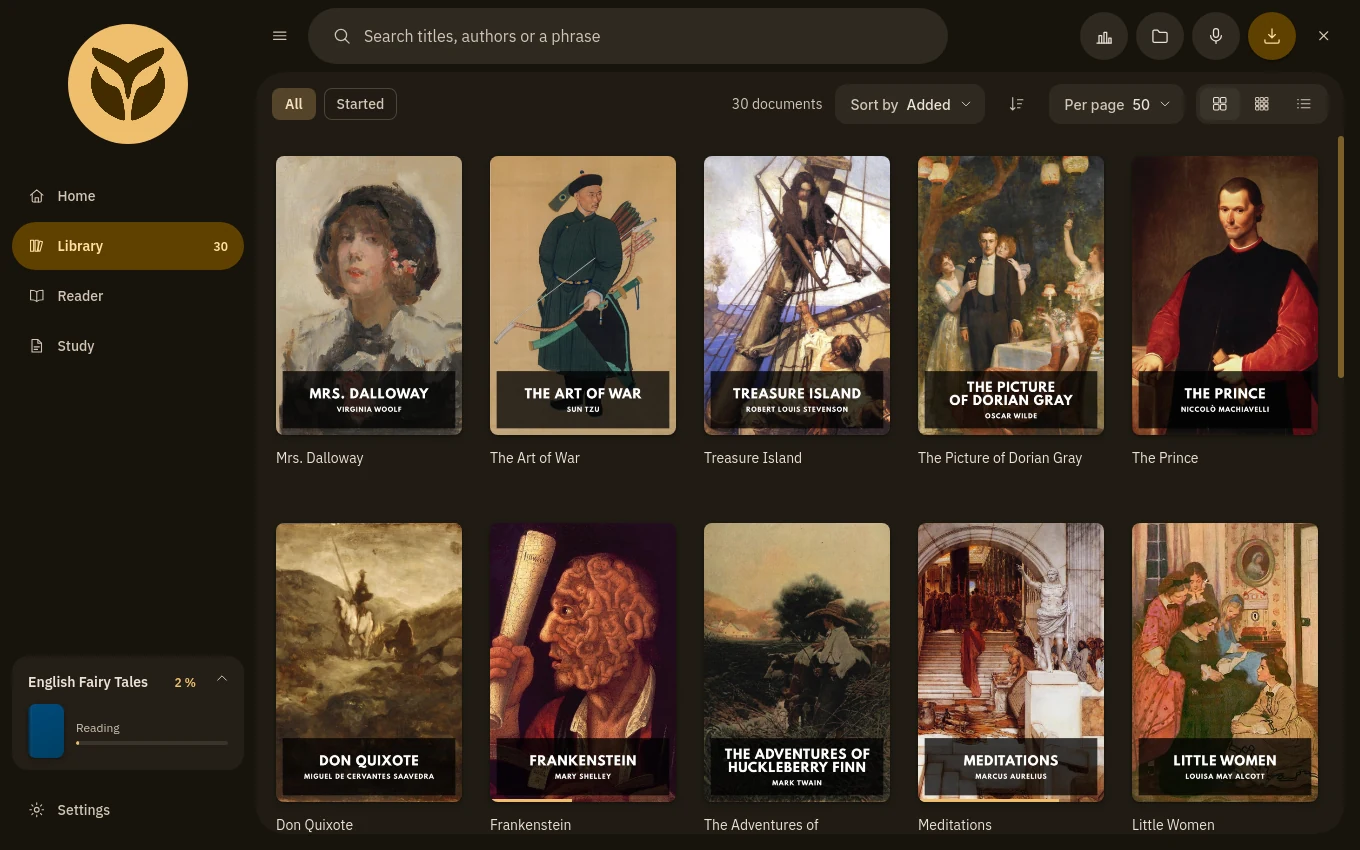 Search titles, authors or a phrase
Home
Library 30
Reader
Study
All Started
30 documents Sort by Added Per page 50
MRS. DALLOWAY
VIRGINIA WOOLF
THE ART OF WAR
SUN TZU
TREASURE ISLAND
ROBERT LOUIS STEVENSON
THE PICTURE
OF DORIAN GRAY
OSCAR WILDE
THE PRINCE
NICCOLÒ MACHIAVELLI
Mrs. Dalloway
The Art of War
Treasure Island
The Picture of Dorian Gray
The Prince
DON QUIXOTE
MIGUEL DE CERVANTES SAAVEDRA
FRANKENSTEIN
MARY SHELLEY
THE ADVENTURES OF
HUCKLEBERRY FINN
MARK TWAIN
MEDITATIONS
MARCUS AURELIUS
LITTLE WOMEN
LOUISA MAY ALCOTT
Don Quixote
Frankenstein
The Adventures of
Meditations
Little Women
English Fairy Tales 2 %
Reading
Settings